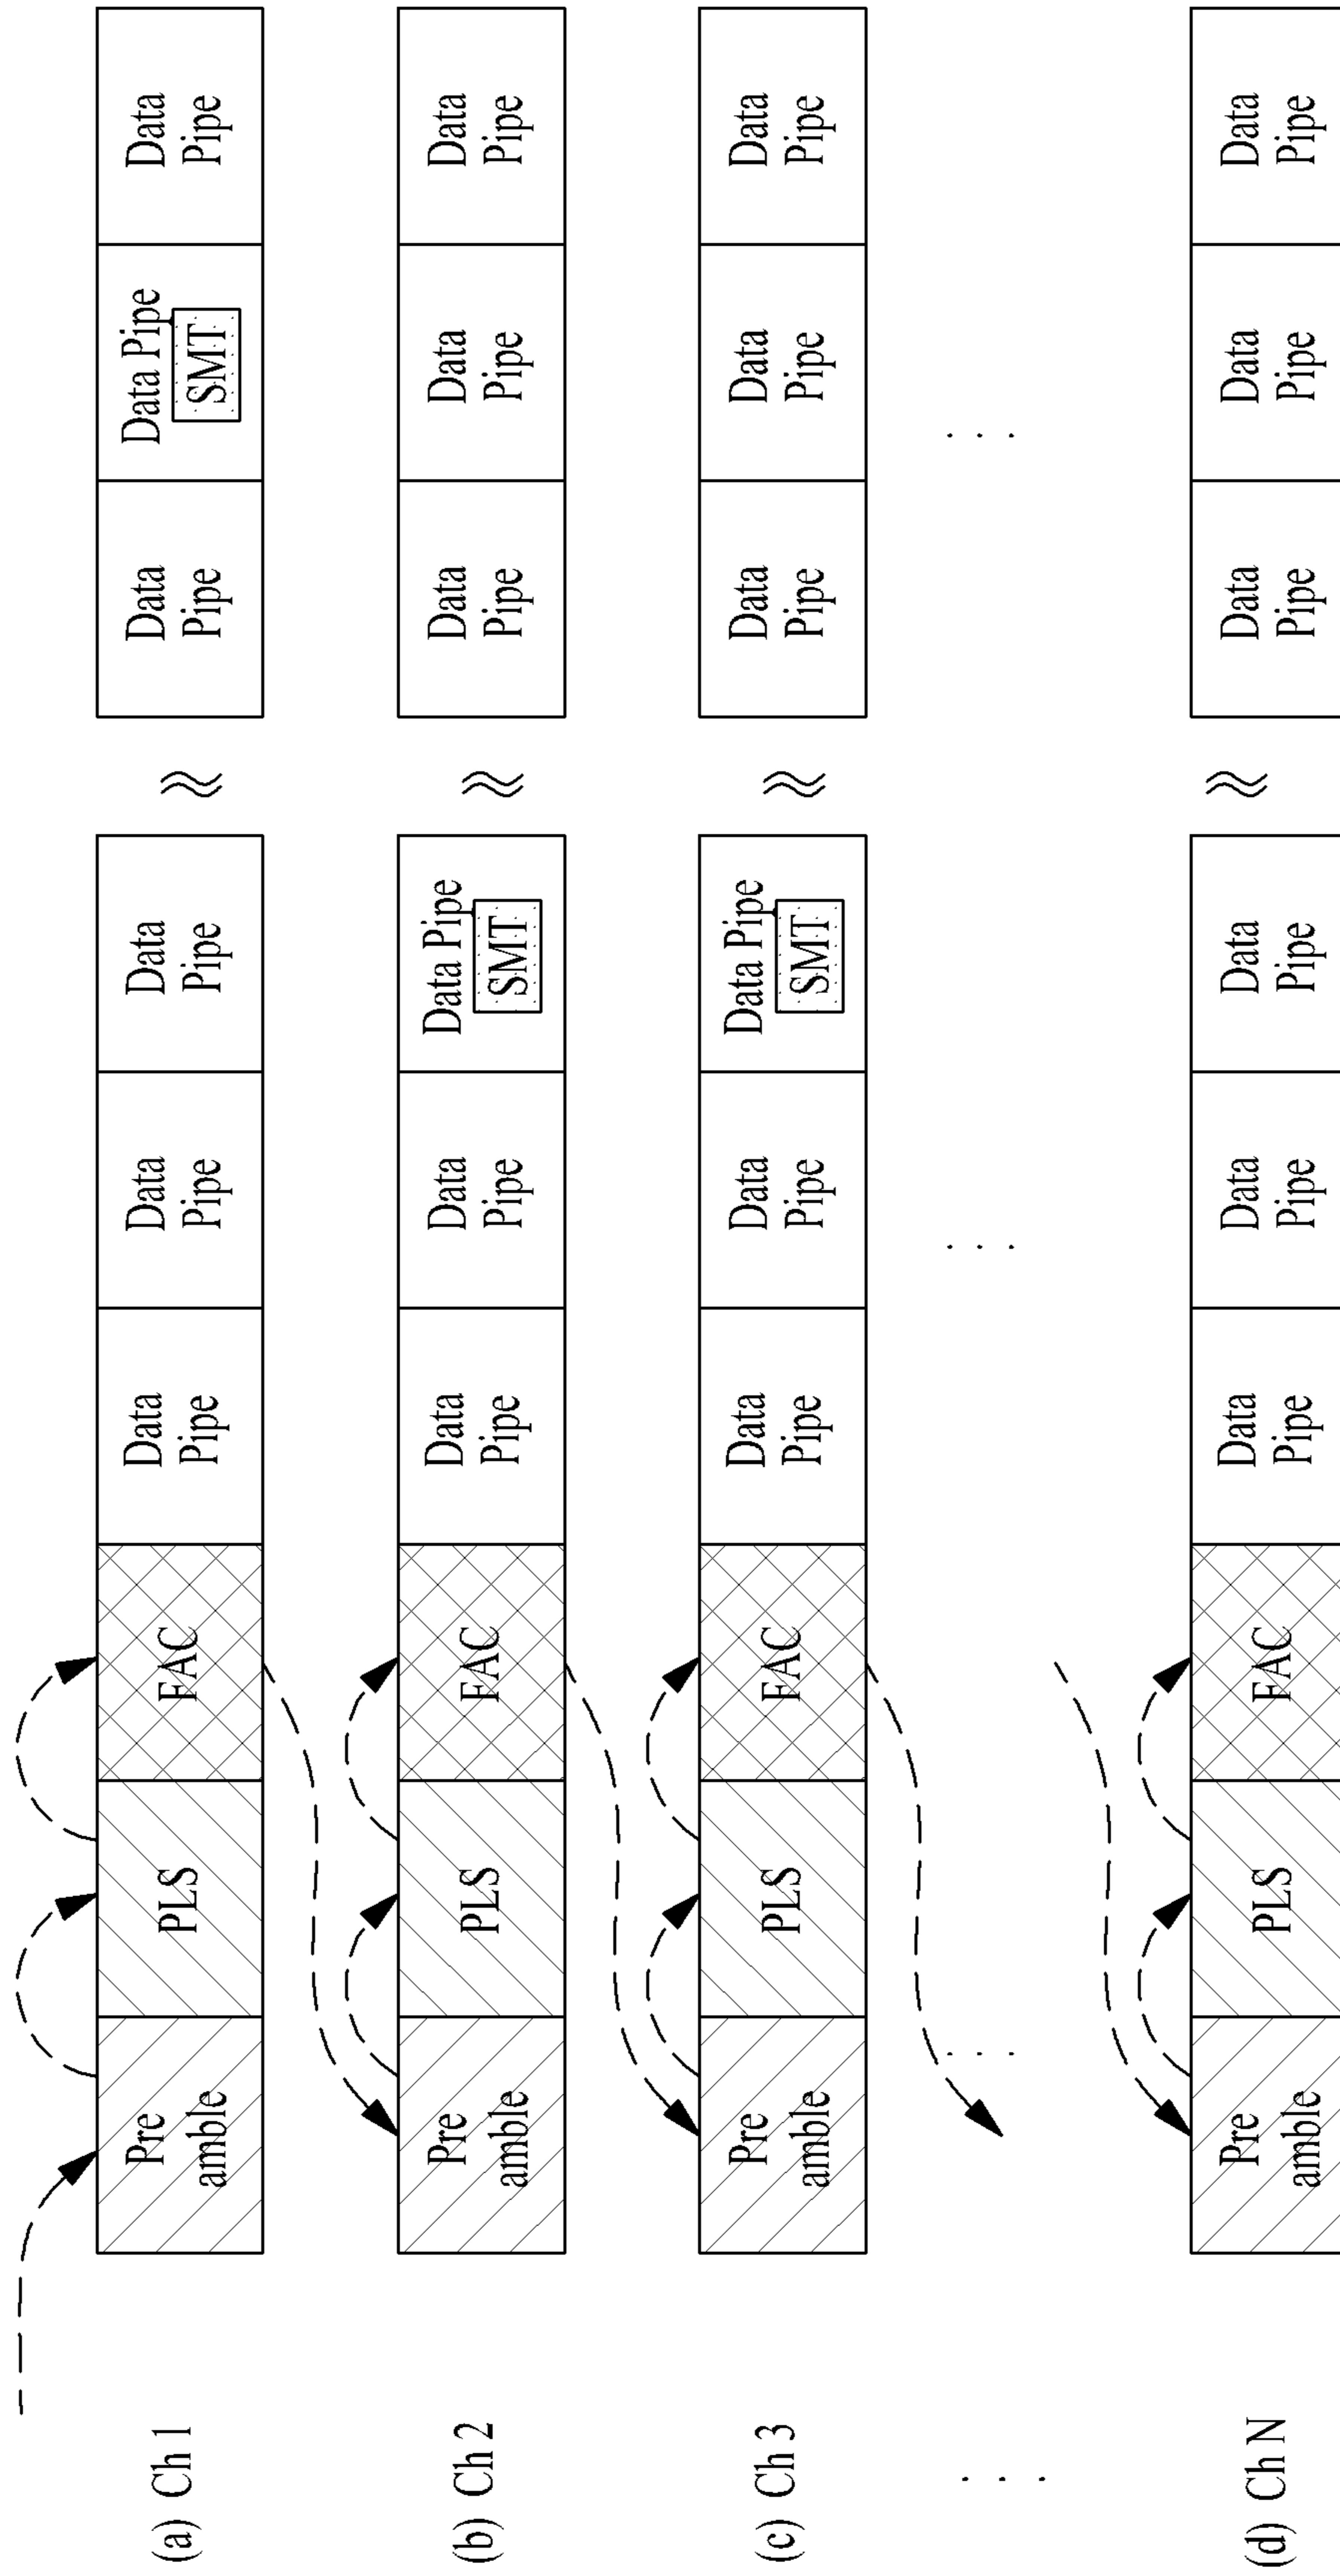 (a) Ch 1
Pre
amble
PLS
FAC
Data
Pipe
Data
Pipe
Data
Pipe
Data
Pipe
Data Pipe
SMT
Data
Pipe
(b) Ch 2
Pre
amble
PLS
FAC
Data
Pipe
Data
Pipe
Data Pipe
SMT
Data
Pipe
Data
Pipe
Data
Pipe
(c) Ch 3
Pre
amble
PLS
FAC
Data
Pipe
Data
Pipe
Data Pipe
SMT
Data
Pipe
Data
Pipe
Data
Pipe
(d) Ch N
Pre
amble
PLS
FAC
Data
Pipe
Data
Pipe
Data
Pipe
Data
Pipe
Data
Pipe
Data
Pipe